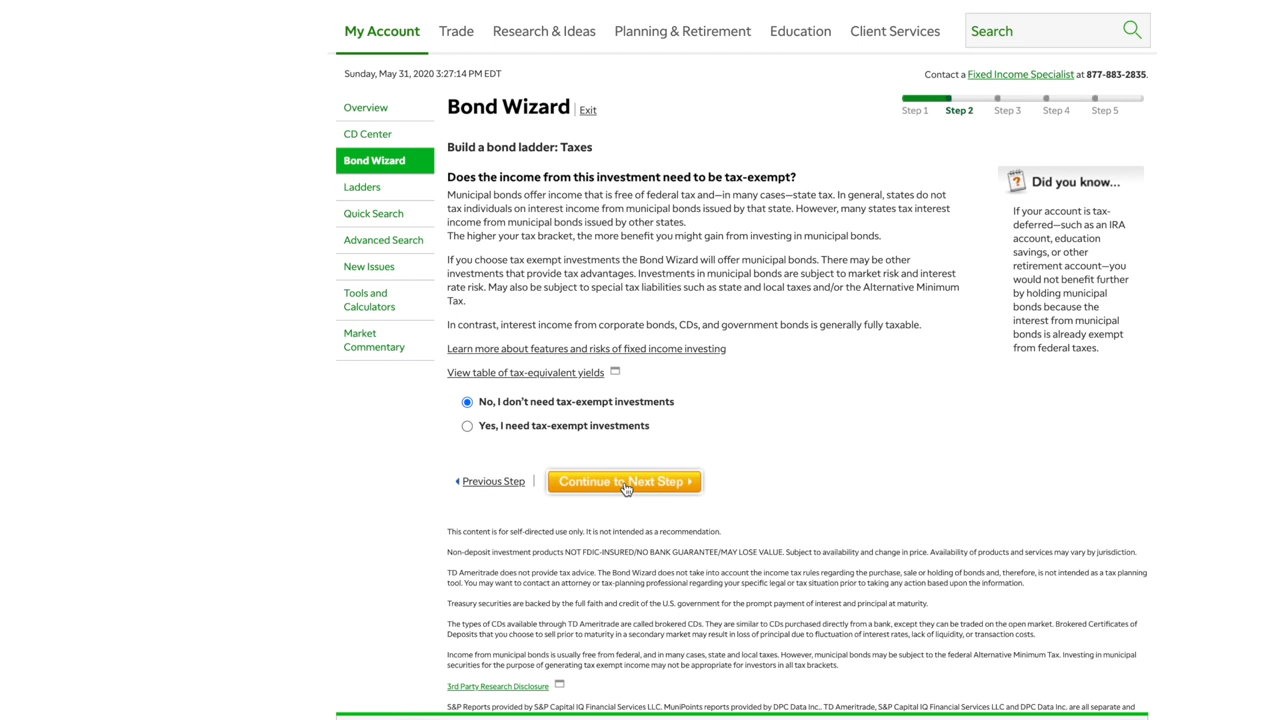 My Account
Trade
Research & Ideas
Planning & Retirement
Education
Client Services
Search
Sunday, May 31, 2020 3:27:14 PM EDT
Contact a Fixed Income Specialist at 877-883-2835.
Overview
CD Center
Bond Wizard
Ladders
Quick Search
Advanced Search
New Issues
Tools and
Calculators
Market
Commentary
Bond Wizard
Exit
Step 1
Step 2
Step 3
Step 4
Step 5
Build a bond ladder: Taxes
Does the income from this investment need to be tax-exempt?
Municipal bonds offer income that is free of federal tax and—in many cases—state tax. In general, states do not
tax individuals on interest income from municipal bonds issued by that state. However, many states tax interest
income from municipal bonds issued by other states.
The higher your tax bracket, the more benefit you might gain from investing in municipal bonds.
If you choose tax exempt investments the Bond Wizard will offer municipal bonds. There may be other
investments that provide tax advantages. Investments in municipal bonds are subject to market risk and interest
rate risk. May also be subject to special tax liabilities such as state and local taxes and/or the Alternative Minimum
Tax.
In contrast, interest income from corporate bonds, CDs, and government bonds is generally fully taxable.
Learn more about features and risks of fixed income investing
View table of tax-equivalent yields
No, I don't need tax-exempt investments
Yes, I need tax-exempt investments
Previous Step
Continue to Next Step
Did you know...
If your account is tax-
deferred—such as an IRA
account, education
savings, or other
retirement account—you
would not benefit further
by holding municipal
bonds because the
interest from municipal
bonds is already exempt
from federal taxes.
This content is for self-directed use only. It is not intended as a recommendation.
Non-deposit investment products NOT FDIC-INSURED/NO BANK GUARANTEE/MAY LOSE VALUE. Subject to availability and change in price. Availability of products and services may vary by jurisdiction.
TD Ameritrade does not provide tax advice. The Bond Wizard does not take into account the income tax rules regarding the purchase, sale or holding of bonds and, therefore, is not intended as a tax planning
tool. You may want to contact an attorney or tax-planning professional regarding your specific legal or tax situation prior to taking any action based upon the information.
Treasury securities are backed by the full faith and credit of the U.S. government for the prompt payment of interest and principal at maturity.
The types of CDs available through TD Ameritrade are called brokered CDs. They are similar to CDs purchased directly from a bank, except they can be traded on the open market. Brokered Certificates of
Deposits that you choose to sell prior to maturity in a secondary market may result in loss of principal due to fluctuation of interest rates, lack of liquidity, or transaction costs.
Income from municipal bonds is usually free from federal, and in many cases, state and local taxes. However, municipal bonds may be subject to the federal Alternative Minimum Tax. Investing in municipal
securities for the purpose of generating tax exempt income may not be appropriate for investors in all tax brackets.
3rd Party Research Disclosure
S&P Reports provided by S&P Capital IQ Financial Services LLC. MuniPoints reports provided by DPC Data Inc.. TD Ameritrade, S&P Capital IQ Financial Services LLC and DPC Data Inc. are all separate and